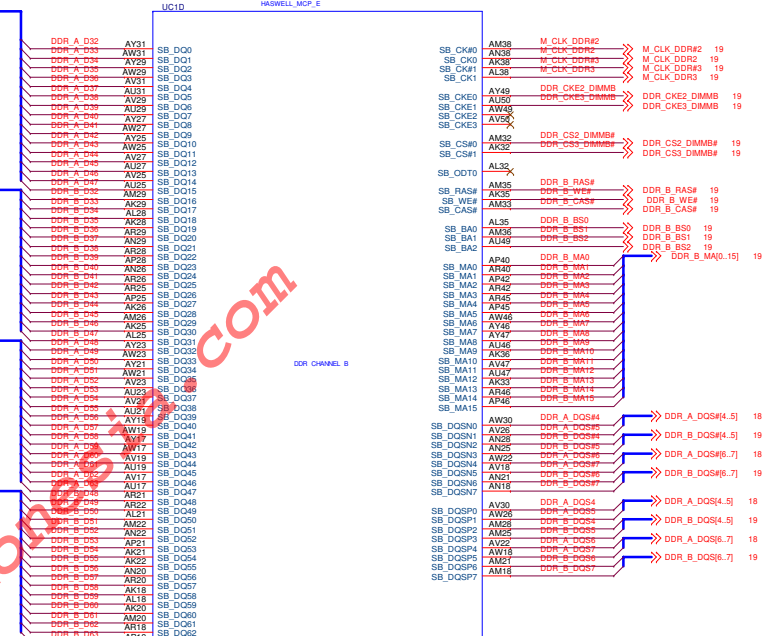 UC1D HASWELL_MCP_E
DDR_A_D32 AY31 SB_DQ0
DDR_A_D33 AW31 SB_DQ1
DDR_A_D34 AY29 SB_DQ2
DDR_A_D35 AW29 SB_DQ3
DDR_A_D36 AV31 SB_DQ4
DDR_A_D37 AU31 SB_DQ5
DDR_A_D38 AV29 SB_DQ6
DDR_A_D39 AU29 SB_DQ7
DDR_A_D40 AY27 SB_DQ8
DDR_A_D41 AW27 SB_DQ9
DDR_A_D42 AY25 SB_DQ10
DDR_A_D43 AW25 SB_DQ11
DDR_A_D44 AV27 SB_DQ12
DDR_A_D45 AU27 SB_DQ13
DDR_A_D46 AV25 SB_DQ14
DDR_A_D47 AU25 SB_DQ15
DDR_B_D32 AM29 SB_DQ16
DDR_B_D33 AK29 SB_DQ17
DDR_B_D34 AL28 SB_DQ18
DDR_B_D35 AK28 SB_DQ19
DDR_B_D36 AR29 SB_DQ20
DDR_B_D37 AN29 SB_DQ21
DDR_B_D38 AR28 SB_DQ22
DDR_B_D39 AP28 SB_DQ23
DDR_B_D40 AN26 SB_DQ24
DDR_B_D41 AR26 SB_DQ25
DDR_B_D42 AR25 SB_DQ26
DDR_B_D43 AP25 SB_DQ27
DDR_B_D44 AK26 SB_DQ28
DDR_B_D45 AM26 SB_DQ29
DDR_B_D46 AK25 SB_DQ30
DDR_B_D47 AL25 SB_DQ31
DDR_A_D48 AY23 SB_DQ32
DDR_A_D49 AW23 SB_DQ33
DDR_A_D50 AY21 SB_DQ34
DDR_A_D51 AW21 SB_DQ35
DDR_A_D52 AV23 SB_DQ36
DDR_A_D53 AU23 SB_DQ37
DDR_A_D54 AV21 SB_DQ38
DDR_A_D55 AU21 SB_DQ39
DDR_A_D56 AY19 SB_DQ40
DDR_A_D57 AW19 SB_DQ41
DDR_A_D58 AY17 SB_DQ42
DDR_A_D59 AW17 SB_DQ43
DDR_A_D60 AV19 SB_DQ44
DDR_A_D61 AU19 SB_DQ45
DDR_A_D62 AV17 SB_DQ46
DDR_A_D63 AU17 SB_DQ47
DDR_B_D48 AR21 SB_DQ48
DDR_B_D49 AR22 SB_DQ49
DDR_B_D50 AL21 SB_DQ50
DDR_B_D51 AM22 SB_DQ51
DDR_B_D52 AN22 SB_DQ52
DDR_B_D53 AP21 SB_DQ53
DDR_B_D54 AK21 SB_DQ54
DDR_B_D55 AK22 SB_DQ55
DDR_B_D56 AN20 SB_DQ56
DDR_B_D57 AR20 SB_DQ57
DDR_B_D58 AK18 SB_DQ58
DDR_B_D59 AL18 SB_DQ59
DDR_B_D60 AK20 SB_DQ60
DDR_B_D61 AM20 SB_DQ61
DDR_B_D62 AR18 SB_DQ62
DDR_B_D63
DDR CHANNEL B
SB_CK#0 AM38 M_CLK_DDR#2 M_CLK_DDR#2 19
SB_CK0 AN38 M_CLK_DDR2 M_CLK_DDR2 19
SB_CK#1 AK38 M_CLK_DDR#3 M_CLK_DDR#3 19
SB_CK1 AL38 M_CLK_DDR3 M_CLK_DDR3 19
SB_CKE0 AY49 DDR_CKE2_DIMMB DDR_CKE2_DIMMB 19
SB_CKE1 AU50 DDR_CKE3_DIMMB DDR_CKE3_DIMMB 19
SB_CKE2 AW49
SB_CKE3 AV50
SB_CS#0 AM32 DDR_CS2_DIMMB# DDR_CS2_DIMMB# 19
SB_CS#1 AK32 DDR_CS3_DIMMB# DDR_CS3_DIMMB# 19
SB_ODT0 AL32
SB_RAS# AM35 DDR_B_RAS# DDR_B_RAS# 19
SB_WE# AK35 DDR_B_WE# DDR_B_WE# 19
SB_CAS# AM33 DDR_B_CAS# DDR_B_CAS# 19
SB_BA0 AL35 DDR_B_BS0 DDR_B_BS0 19
SB_BA1 AM36 DDR_B_BS1 DDR_B_BS1 19
SB_BA2 AU49 DDR_B_BS2 DDR_B_BS2 19
DDR_B_MA[0..15] 19
SB_MA0 AP40 DDR_B_MA0
SB_MA1 AR40 DDR_B_MA1
SB_MA2 AP42 DDR_B_MA2
SB_MA3 AR42 DDR_B_MA3
SB_MA4 AR45 DDR_B_MA4
SB_MA5 AP45 DDR_B_MA5
SB_MA6 AW46 DDR_B_MA6
SB_MA7 AY46 DDR_B_MA7
SB_MA8 AY47 DDR_B_MA8
SB_MA9 AU46 DDR_B_MA9
SB_MA10 AK36 DDR_B_MA10
SB_MA11 AV47 DDR_B_MA11
SB_MA12 AU47 DDR_B_MA12
SB_MA13 AK33 DDR_B_MA13
SB_MA14 AR46 DDR_B_MA14
SB_MA15 AP46 DDR_B_MA15
SB_DQSN0 AW30 DDR_A_DQS#4 DDR_A_DQS#[4..5] 18
SB_DQSN1 AV26 DDR_A_DQS#5
SB_DQSN2 AN28 DDR_B_DQS#4 DDR_B_DQS#[4..5] 19
SB_DQSN3 AN25 DDR_B_DQS#5
SB_DQSN4 AW22 DDR_A_DQS#6 DDR_A_DQS#[6..7] 18
SB_DQSN5 AV18 DDR_A_DQS#7
SB_DQSN6 AN21 DDR_B_DQS#6 DDR_B_DQS#[6..7] 19
SB_DQSN7 AN18 DDR_B_DQS#7
SB_DQSP0 AV30 DDR_A_DQS4 DDR_A_DQS[4..5] 18
SB_DQSP1 AW26 DDR_A_DQS5
SB_DQSP2 AM28 DDR_B_DQS4 DDR_B_DQS[4..5] 19
SB_DQSP3 AM25 DDR_B_DQS5
SB_DQSP4 AV22 DDR_A_DQS6 DDR_A_DQS[6..7] 18
SB_DQSP5 AW18 DDR_A_DQS7
SB_DQSP6 AM21 DDR_B_DQS6 DDR_B_DQS[6..7] 19
SB_DQSP7 AM18 DDR_B_DQS7
onesia.com